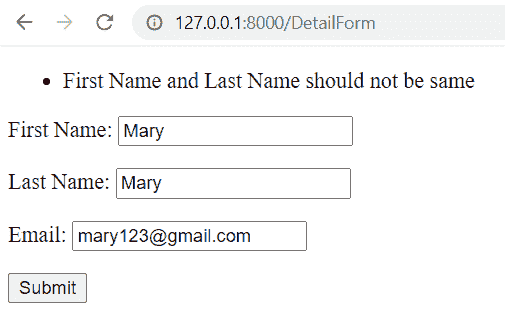 127.0.0.1:8000/DetailForm
• First Name and Last Name should not be same
First Name: Mary
Last Name: Mary
Email: mary123@gmail.com
Submit